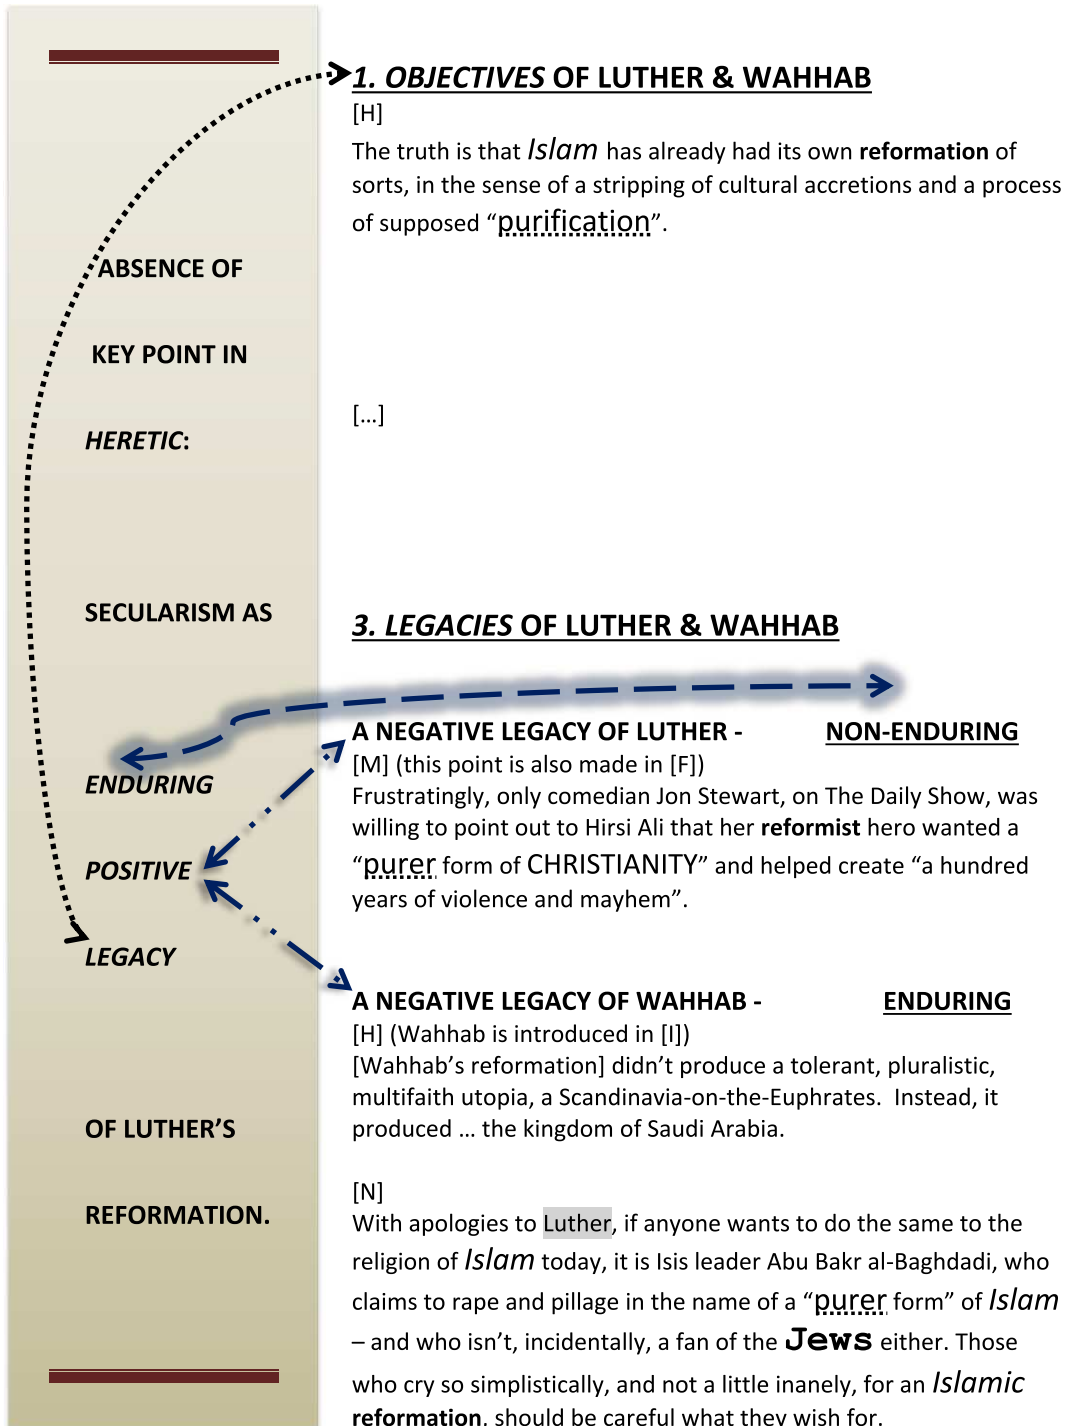 ABSENCE OF
KEY POINT IN
HERETIC:
SECULARISM AS
ENDURING
POSITIVE
LEGACY
OF LUTHER’S
REFORMATION.
1. OBJECTIVES OF LUTHER & WAHHAB
[H]
The truth is that Islam has already had its own reformation of
sorts, in the sense of a stripping of cultural accretions and a process
of supposed “purification”.
[...]
3. LEGACIES OF LUTHER & WAHHAB
A NEGATIVE LEGACY OF LUTHER - NON-ENDURING
[M] (this point is also made in [F])
Frustratingly, only comedian Jon Stewart, on The Daily Show, was
willing to point out to Hirsi Ali that her reformist hero wanted a
“purer form of CHRISTIANITY” and helped create “a hundred
years of violence and mayhem”.
A NEGATIVE LEGACY OF WAHHAB - ENDURING
[H] (Wahhab is introduced in [I])
[Wahhab’s reformation] didn’t produce a tolerant, pluralistic,
multifaith utopia, a Scandinavia-on-the-Euphrates. Instead, it
produced ... the kingdom of Saudi Arabia.
[N]
With apologies to Luther, if anyone wants to do the same to the
religion of Islam today, it is Isis leader Abu Bakr al-Baghdadi, who
claims to rape and pillage in the name of a “purer form” of Islam
– and who isn’t, incidentally, a fan of the Jews either. Those
who cry so simplistically, and not a little inanely, for an Islamic
reformation, should be careful what they wish for.